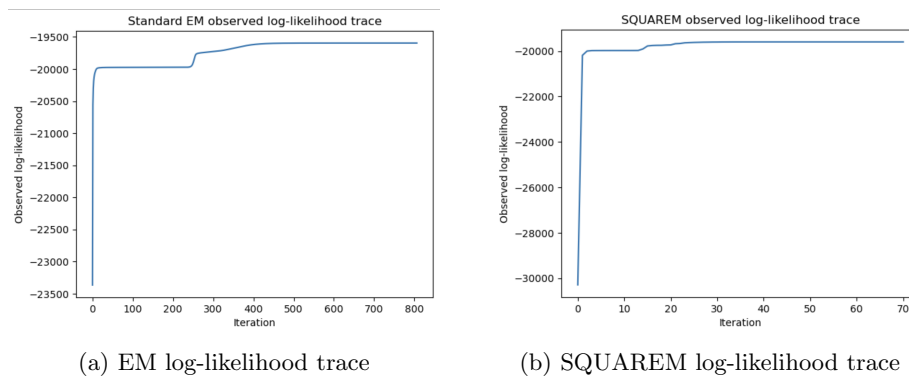 Standard EM observed log-likelihood trace
−19500
−20000
−20500
−21000
−21500
−22000
−22500
−23000
−23500
Observed log-likelihood
0 100 200 300 400 500 600 700 800
Iteration
(a) EM log-likelihood trace
SQUAREM observed log-likelihood trace
−20000
−22000
−24000
−26000
−28000
−30000
Observed log-likelihood
0 10 20 30 40 50 60 70
Iteration
(b) SQUAREM log-likelihood trace